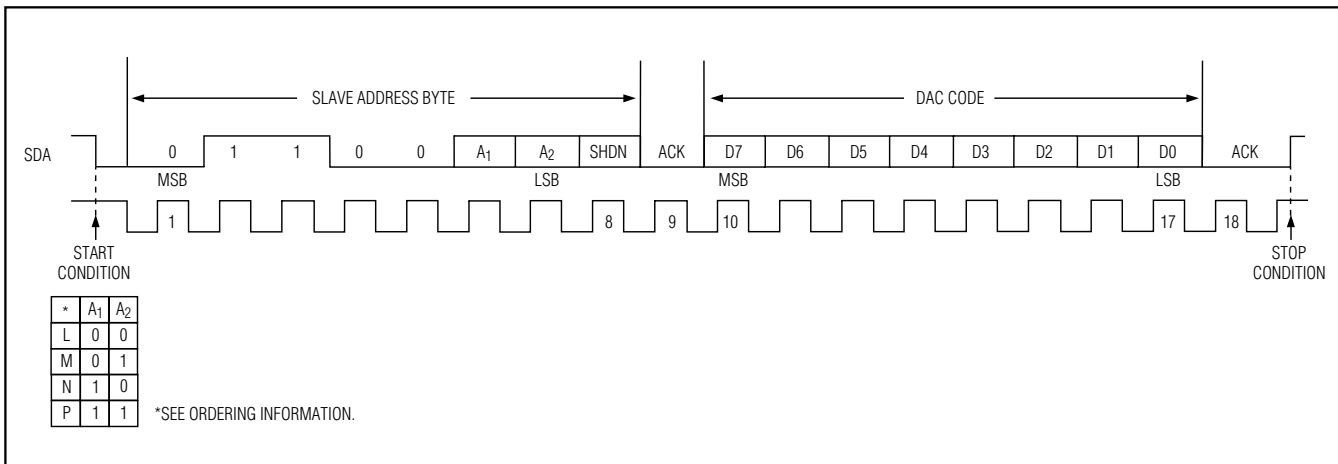 SLAVE ADDRESS BYTE DAC CODE
SDA 0 1 1 0 0 A1 A2 SHDN ACK D7 D6 D5 D4 D3 D2 D1 D0 ACK
MSB LSB MSB LSB
1 8 9 10 17 18
START
CONDITION
STOP
CONDITION
* A1 A2
L 0 0
M 0 1
N 1 0
P 1 1
*SEE ORDERING INFORMATION.